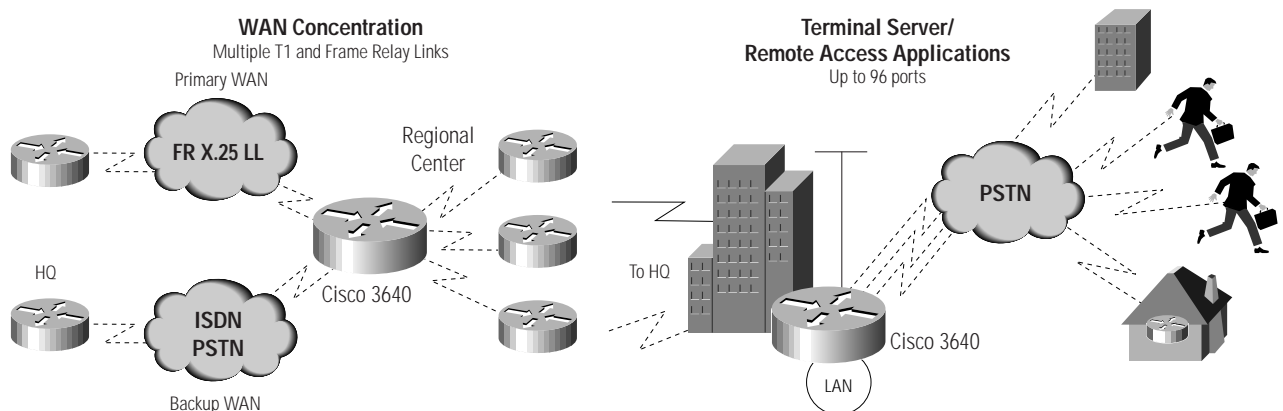 WAN Concentration
Multiple T1 and Frame Relay Links
Primary WAN
FR X.25 LL
Regional
Center
HQ
Cisco 3640
ISDN
PSTN
Backup WAN
Terminal Server/
Remote Access Applications
Up to 96 ports
PSTN
To HQ
Cisco 3640
LAN